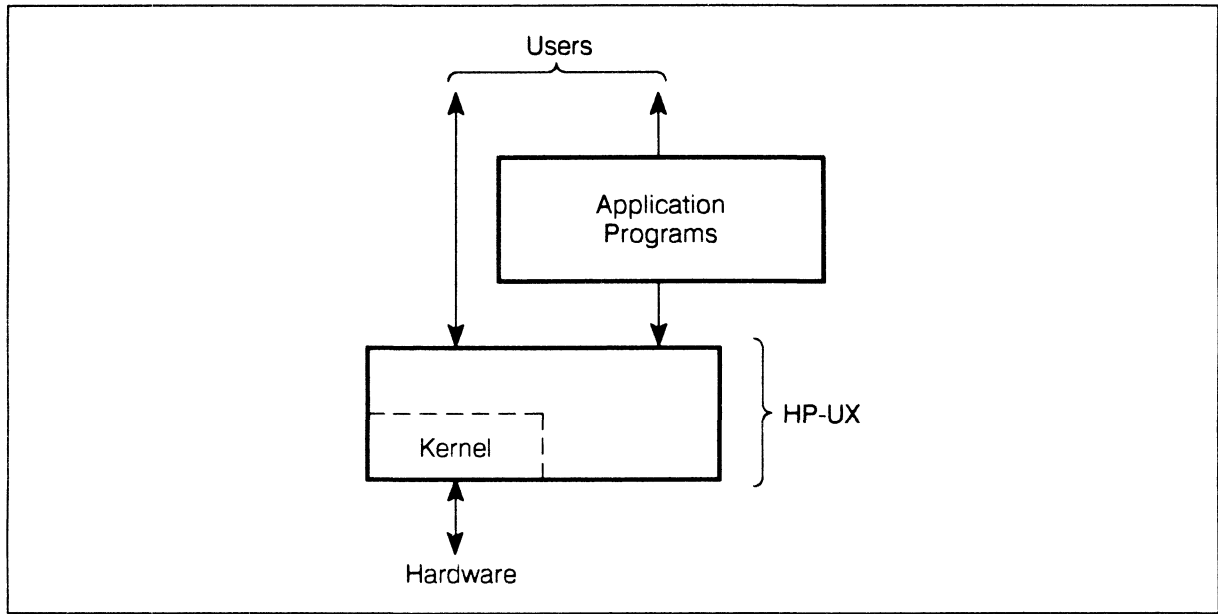 Users
Application
Programs
HP-UX
Kernel
Hardware